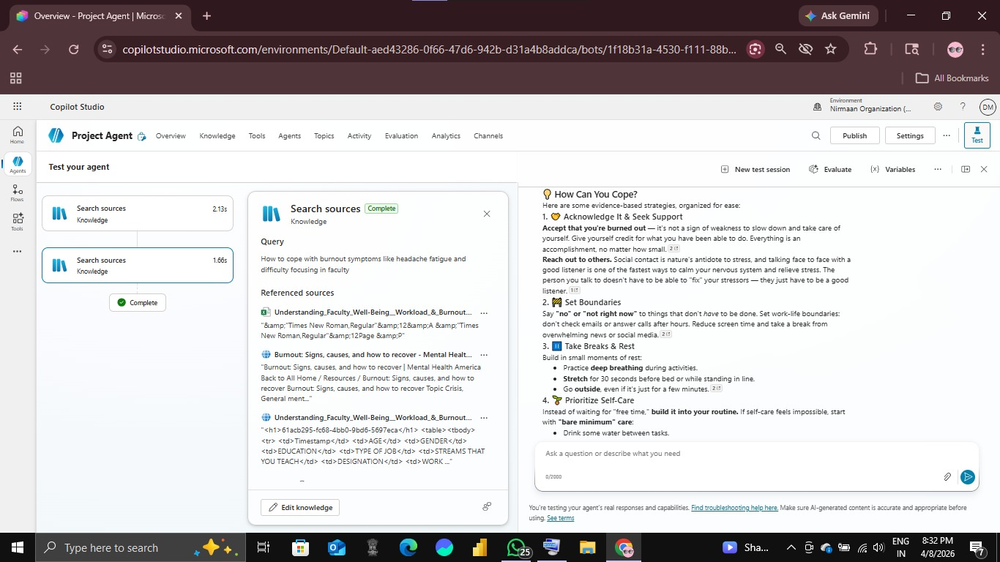 Overview - Project Agent | Micros
Ask Gemini
copilotstudio.microsoft.com/environments/Default-aed43286-0f66-47d6-942b-d31a4b8addca/bots/1f18b31a-4530-f111-88b...
All Bookmarks
Copilot Studio
Environment
Nirmaan Organization (...
DM
Home
Agents
Flows
Tools
Project Agent
Overview
Knowledge
Tools
Agents
Topics
Activity
Evaluation
Analytics
Channels
Publish
Settings
Test
Test your agent
New test session
Evaluate
Variables
Search sources
Knowledge
2.13s
Search sources
Knowledge
1.66s
Complete
Search sources Complete
Knowledge
Query
How to cope with burnout symptoms like headache fatigue and
difficulty focusing in faculty
Referenced sources
Understanding_Faculty_Well-Being__Workload_&_Burnout...
"&amp;"Times New Roman,Regular"&amp;12&amp;A &amp;"Times
New Roman,Regular"&amp;12Page &amp;P"
Burnout: Signs, causes, and how to recover - Mental Healt...
"Burnout: Signs, causes, and how to recover | Mental Health America
Back to All Home / Resources / Burnout: Signs, causes, and how to
recover Burnout: Signs, causes, and how to recover Topic Crisis,
General ment..."
Understanding_Faculty_Well-Being__Workload_&_Burnout...
"<h1>61acb295-fc68-4bb0-9bd6-5697eca</h1> <table><tbody>
<tr> <td>Timestamp</td> <td>AGE</td> <td>GENDER</td>
<td>EDUCATION</td> <td>TYPE OF JOB</td> <td>STREAMS THAT
YOU TEACH</td> <td>DESIGNATION</td> <td>WORK ..."
Edit knowledge
💡 How Can You Cope?
Here are some evidence-based strategies, organized for ease:
1. 🤝 Acknowledge It & Seek Support
Accept that you're burned out — it's not a sign of weakness to slow down and take care of
yourself. Give yourself credit for what you have been able to do. Everything is an
accomplishment, no matter how small. 2
Reach out to others. Social contact is nature's antidote to stress, and talking face to face with a
good listener is one of the fastest ways to calm your nervous system and relieve stress. The
person you talk to doesn't have to be able to "fix" your stressors — they just have to be a good
listener. 1
2. 🚧 Set Boundaries
Say "no" or "not right now" to things that don't have to be done. Set work-life boundaries:
don't check emails or answer calls after hours. Reduce screen time and take a break from
overwhelming news or social media. 2
3. ⏸ Take Breaks & Rest
Build in small moments of rest:
• Practice deep breathing during activities.
• Stretch for 30 seconds before bed or while standing in line.
• Go outside, even if it's just for a few minutes. 2
4. 🌱 Prioritize Self-Care
Instead of waiting for "free time," build it into your routine. If self-care feels impossible, start
with "bare minimum" care:
• Drink some water between tasks.
Ask a question or describe what you need
0/2000
You're testing your agent's real responses and capabilities. Find troubleshooting help here. Make sure AI-generated content is accurate and appropriate before
using. See terms
Type here to search
25
Sha...
ENG
IN
8:32 PM
4/8/2026
7